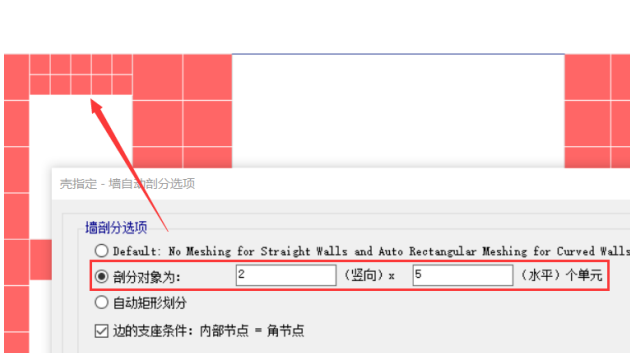 壳指定 - 墙自动剖分选项
墙剖分选项
Default: No Meshing for Straight Walls and Auto Rectangular Meshing for Curved Walls
剖分对象为: 2 (竖向) x 5 (水平) 个单元
自动矩形划分
边的支座条件: 内部节点 = 角节点